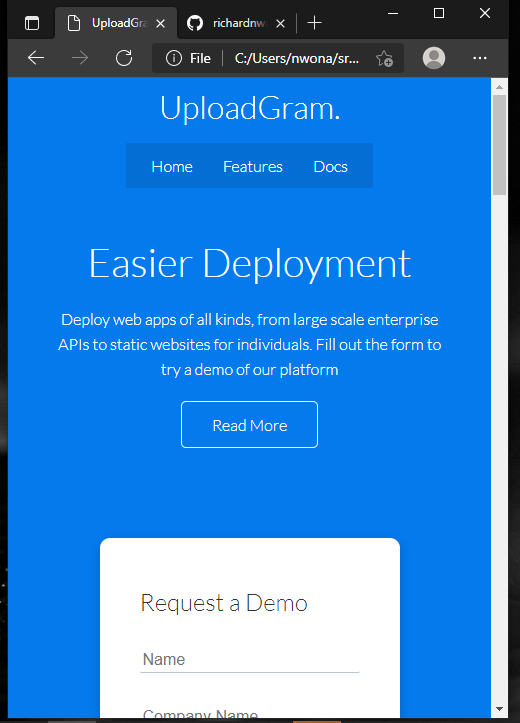 UploadGra
richardnw
File
C:/Users/nwona/sr...
UploadGram.
Home Features Docs
Easier Deployment
Deploy web apps of all kinds, from large scale enterprise
APIs to static websites for individuals. Fill out the form to
try a demo of our platform
Read More
Request a Demo
Name
Company Name